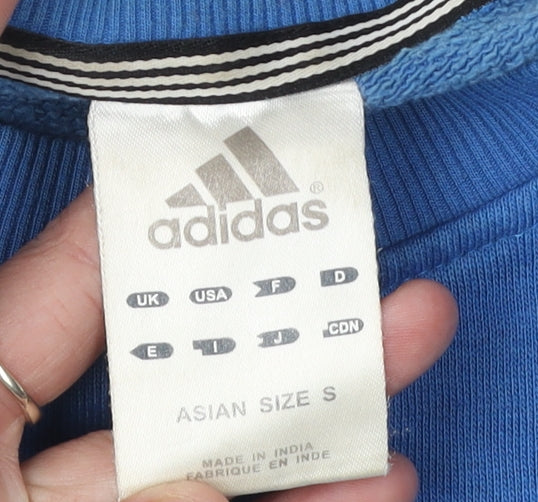 adidas®
UK USA F D
E I J CDN
ASIAN SIZE S
MADE IN INDIA
FABRIQUE EN INDE